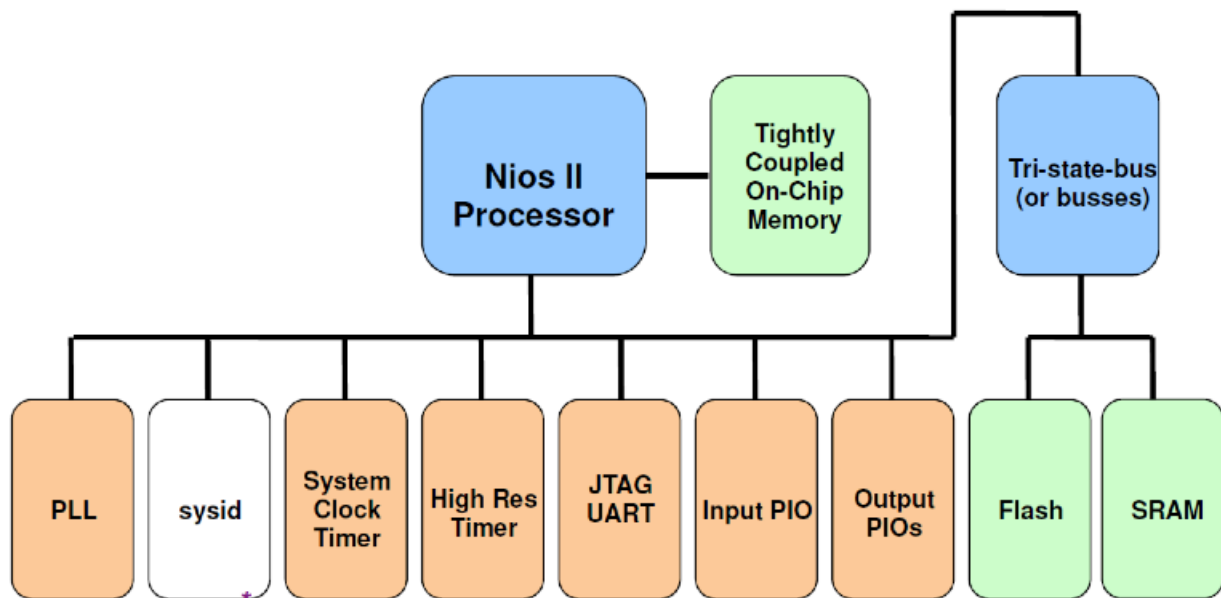 Nios II
Processor
Tightly
Coupled
On-Chip
Memory
Tri-state-bus
(or busses)
PLL
sysid
*
System
Clock
Timer
High Res
Timer
JTAG
UART
Input PIO
Output
PIOs
Flash
SRAM